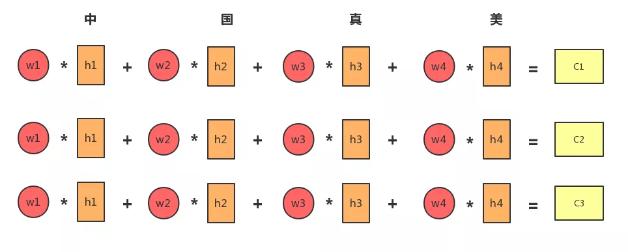 中 国 真 美
w1 * h1 + w2 * h2 + w3 * h3 + w4 * h4 = C1
w1 * h1 + w2 * h2 + w3 * h3 + w4 * h4 = C2
w1 * h1 + w2 * h2 + w3 * h3 + w4 * h4 = C3